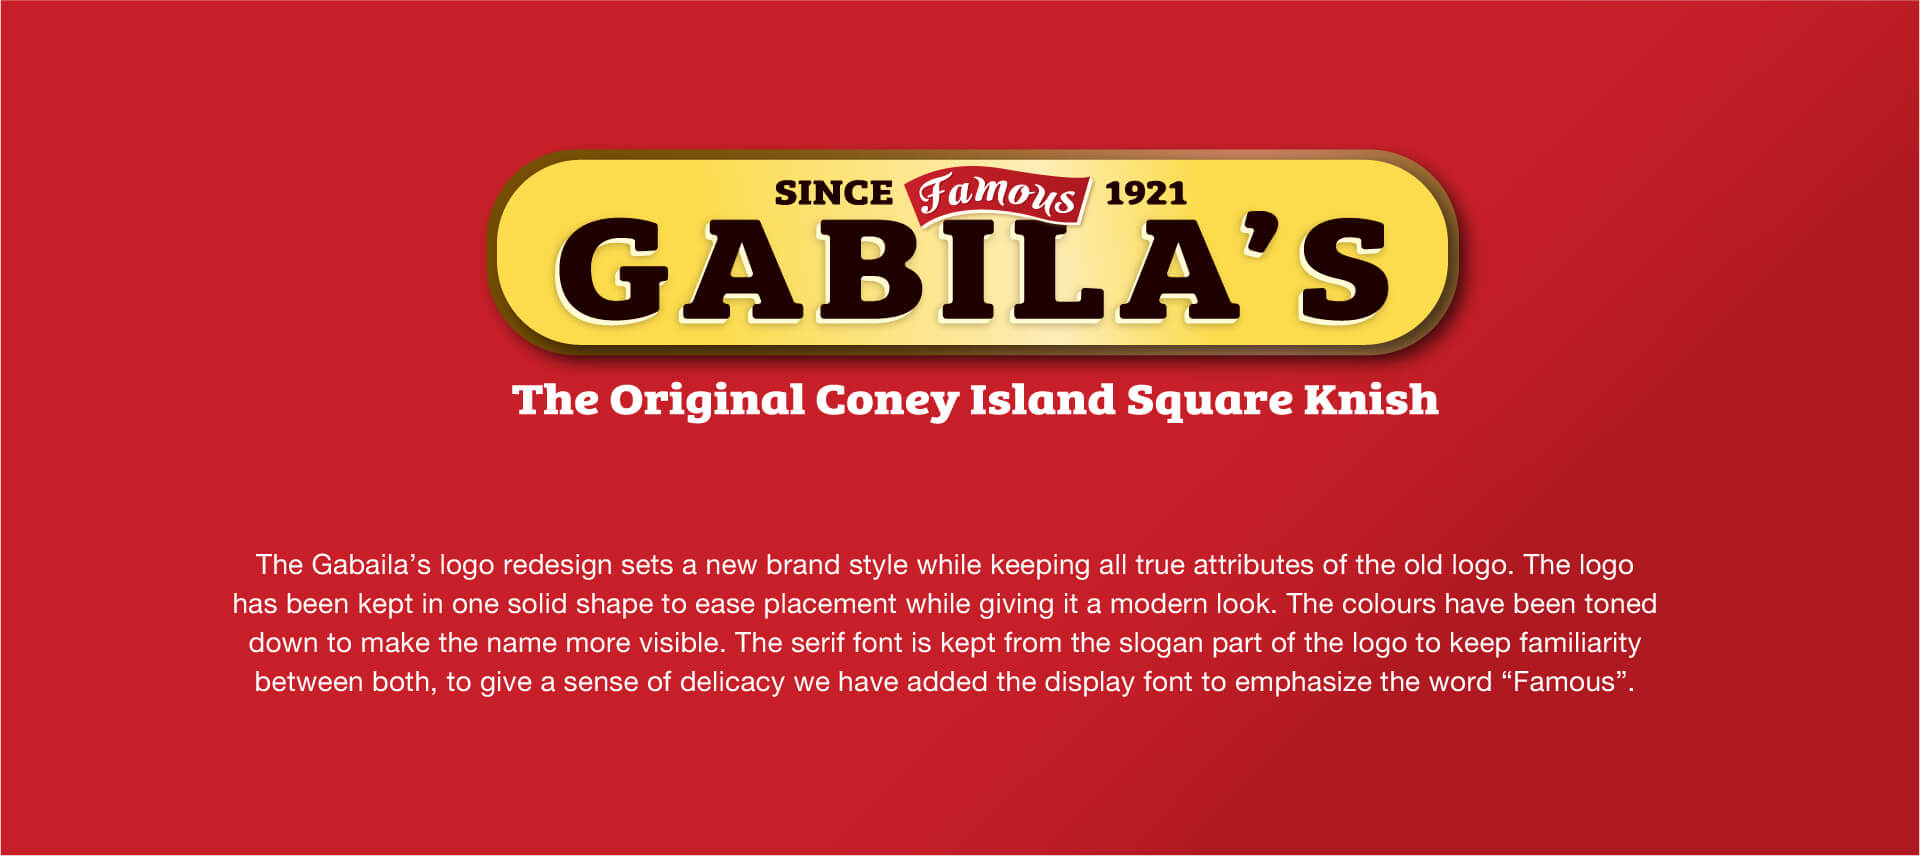 SINCE Famous 1921
GABILA’S
The Original Coney Island Square Knish
The Gabaila’s logo redesign sets a new brand style while keeping all true attributes of the old logo. The logo
has been kept in one solid shape to ease placement while giving it a modern look. The colours have been toned
down to make the name more visible. The serif font is kept from the slogan part of the logo to keep familiarity
between both, to give a sense of delicacy we have added the display font to emphasize the word “Famous”.